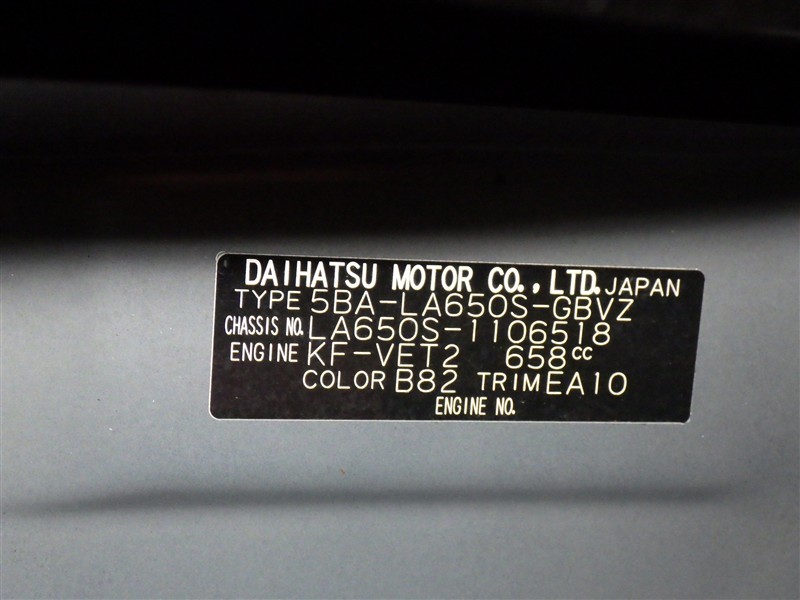 DAIHATSU MOTOR CO., LTD. JAPAN
TYPE 5BA-LA650S-GBVZ
CHASSIS NO. LA650S-1106518
ENGINE KF-VET2 658CC
COLOR B82 TRIM EA10
ENGINE NO.